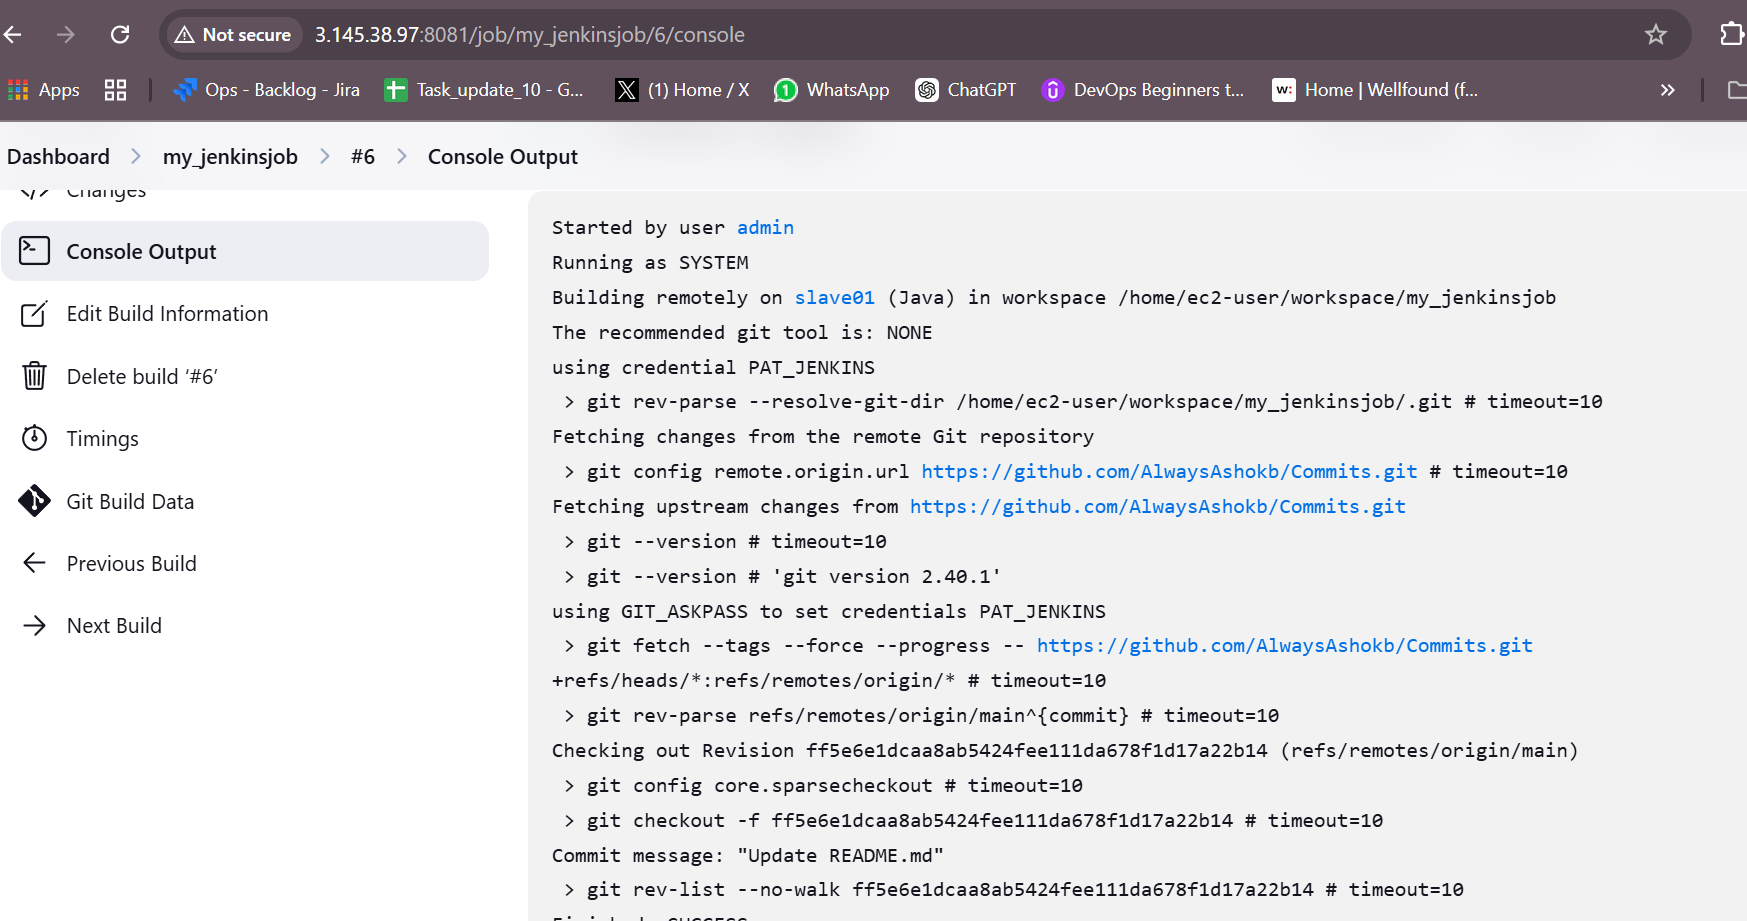 Not secure 3.145.38.97:8081/job/my_jenkinsjob/6/console
Apps Ops - Backlog - Jira Task_update_10 - G... (1) Home / X 1 WhatsApp ChatGPT DevOps Beginners t... w: Home | Wellfound (f... »
Dashboard my_jenkinsjob #6 Console Output
Changes
Console Output
Edit Build Information
Delete build ‘#6’
Timings
Git Build Data
Previous Build
Next Build
Started by user admin
Running as SYSTEM
Building remotely on slave01 (Java) in workspace /home/ec2-user/workspace/my_jenkinsjob
The recommended git tool is: NONE
using credential PAT_JENKINS
> git rev-parse --resolve-git-dir /home/ec2-user/workspace/my_jenkinsjob/.git # timeout=10
Fetching changes from the remote Git repository
> git config remote.origin.url https://github.com/AlwaysAshokb/Commits.git # timeout=10
Fetching upstream changes from https://github.com/AlwaysAshokb/Commits.git
> git --version # timeout=10
> git --version # 'git version 2.40.1'
using GIT_ASKPASS to set credentials PAT_JENKINS
> git fetch --tags --force --progress -- https://github.com/AlwaysAshokb/Commits.git
+refs/heads/*:refs/remotes/origin/* # timeout=10
> git rev-parse refs/remotes/origin/main^{commit} # timeout=10
Checking out Revision ff5e6e1dcaa8ab5424fee111da678f1d17a22b14 (refs/remotes/origin/main)
> git config core.sparsecheckout # timeout=10
> git checkout -f ff5e6e1dcaa8ab5424fee111da678f1d17a22b14 # timeout=10
Commit message: "Update README.md"
> git rev-list --no-walk ff5e6e1dcaa8ab5424fee111da678f1d17a22b14 # timeout=10
Finished: SUCCESS